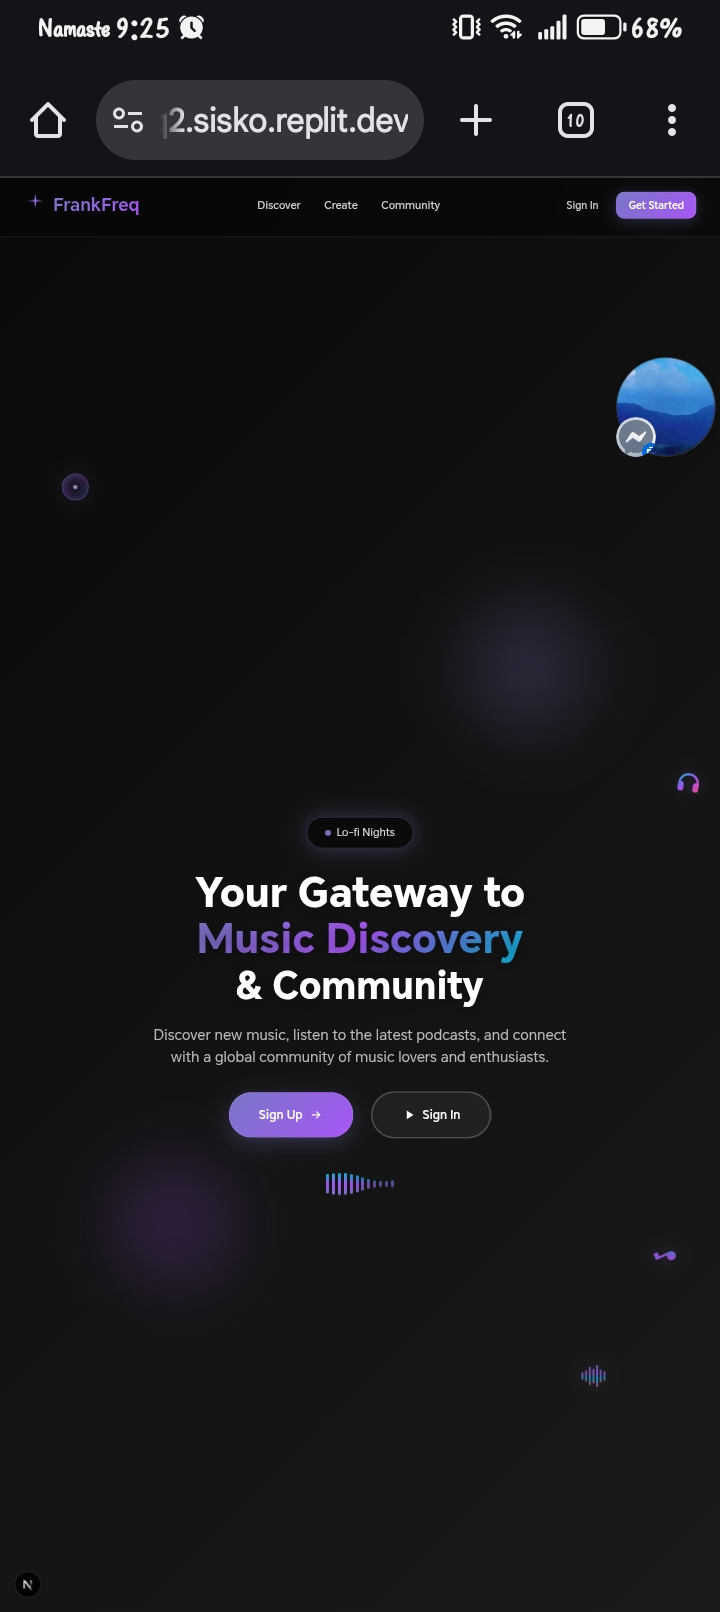 Namaste 9:25
68%
2.sisko.replit.dev
10
FrankFreq
Discover
Create
Community
Sign In
Get Started
Lo-fi Nights
Your Gateway to
Music Discovery
& Community
Discover new music, listen to the latest podcasts, and connect
with a global community of music lovers and enthusiasts.
Sign Up →
Sign In
N